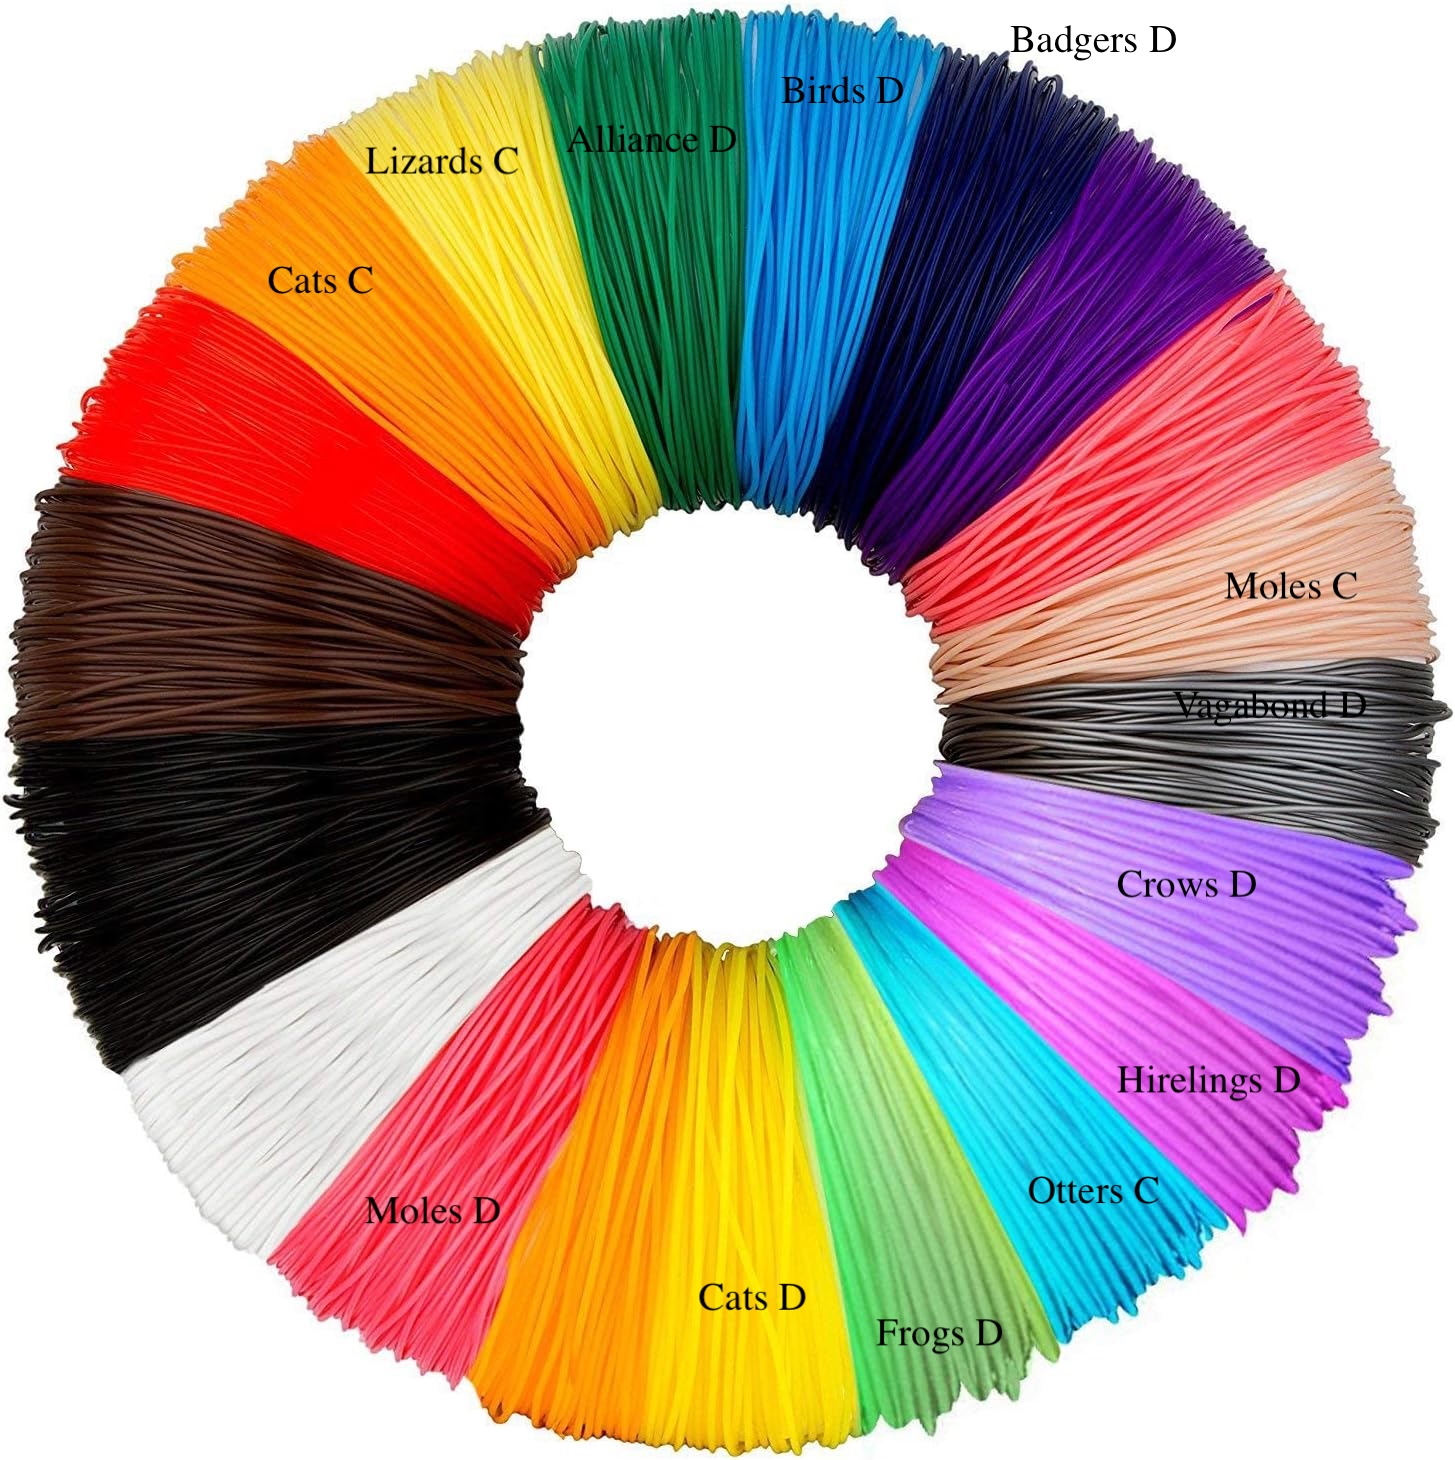 Badgers D
Birds D
Alliance D
Lizards C
Cats C
Moles C
Vagabond D
Crows D
Hirelings D
Otters C
Moles D
Cats D
Frogs D